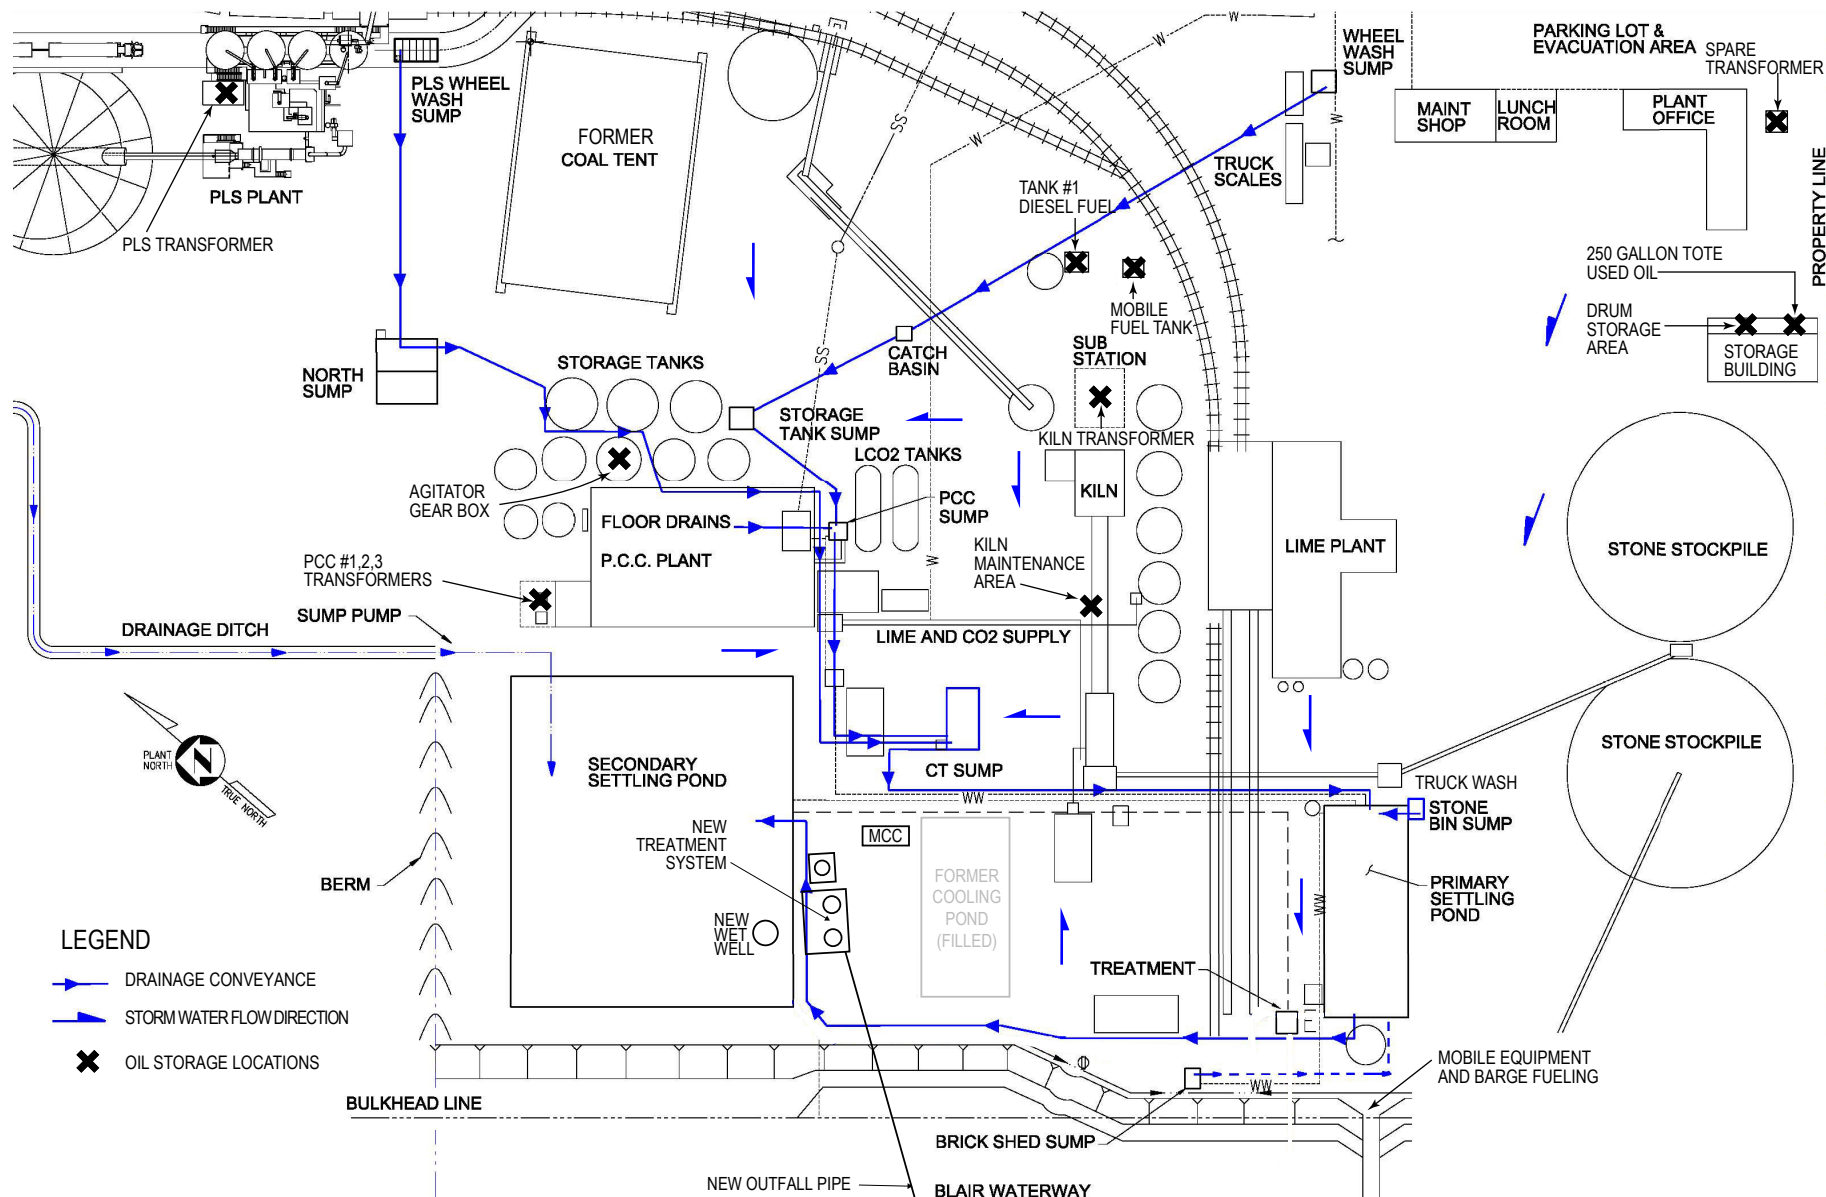 PARKING LOT &
EVACUATION AREA
SPARE
TRANSFORMER
WHEEL
WASH
SUMP
W
W
W
W
PLS WHEEL
WASH
SUMP
FORMER
COAL TENT
SS
MAINT
SHOP
LUNCH
ROOM
PLANT
OFFICE
PLS PLANT
PLS TRANSFORMER
TRUCK
SCALES
TANK #1
DIESEL FUEL
PROPERTY LINE
250 GALLON TOTE
USED OIL
DRUM
STORAGE
AREA
STORAGE
BUILDING
MOBILE
FUEL TANK
SS
CATCH
BASIN
SUB
STATION
NORTH
SUMP
STORAGE TANKS
STORAGE
TANK SUMP
KILN TRANSFORMER
LCO2 TANKS
AGITATOR
GEAR BOX
KILN
PCC
SUMP
FLOOR DRAINS
P.C.C. PLANT
W
KILN
MAINTENANCE
AREA
LIME PLANT
STONE STOCKPILE
PCC #1,2,3
TRANSFORMERS
SUMP PUMP
DRAINAGE DITCH
LIME AND CO2 SUPPLY
PLANT
NORTH
N
TRUE NORTH
SECONDARY
SETTLING POND
CT SUMP
STONE STOCKPILE
TRUCK WASH
WW
STONE
BIN SUMP
NEW
TREATMENT
SYSTEM
MCC
FORMER
COOLING
POND
(FILLED)
BERM
PRIMARY
SETTLING
POND
WW
NEW
WET
WELL
LEGEND
DRAINAGE CONVEYANCE
STORM WATER FLOW DIRECTION
OIL STORAGE LOCATIONS
TREATMENT
MOBILE EQUIPMENT
AND BARGE FUELING
WW
BULKHEAD LINE
BRICK SHED SUMP
NEW OUTFALL PIPE
BLAIR WATERWAY